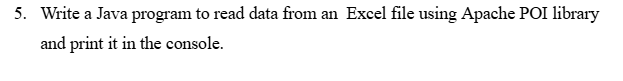 5. Write a Java program to read data from an Excel file using Apache POI library
and print it in the console.